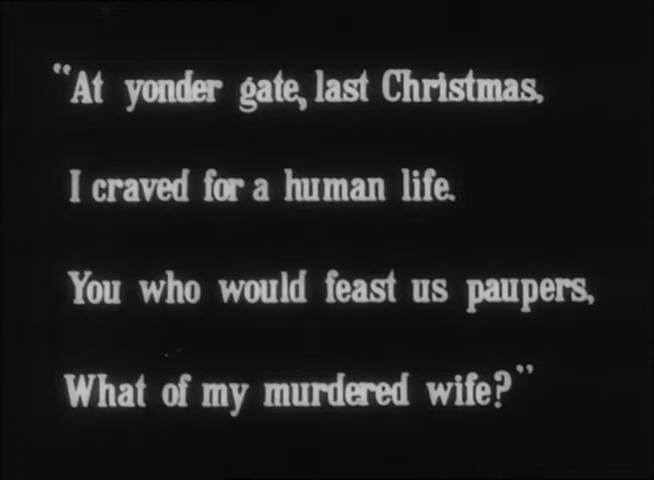 "At yonder gate, last Christmas,
I craved for a human life.
You who would feast us paupers,
What of my murdered wife?"